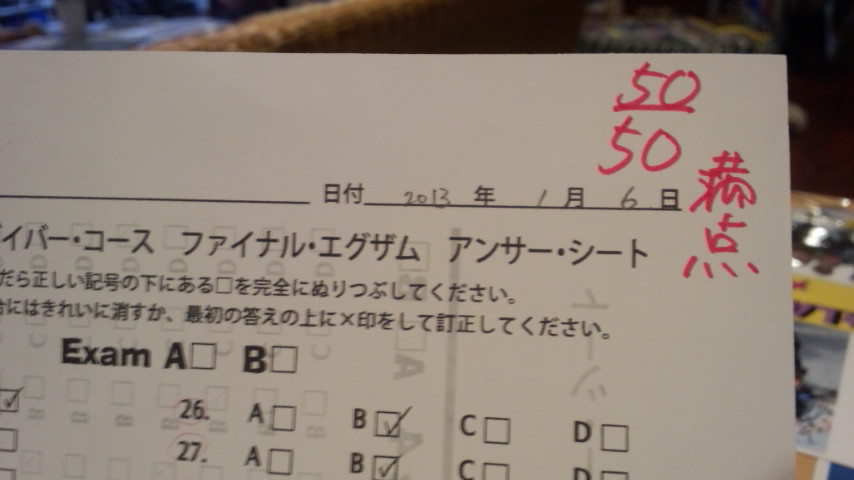 50
50
満点
日付 2013 年 1 月 6 日
イバー・コース ファイナル・エグザム アンサー・シート
だら正しい記号の下にある□を完全にぬりつぶしてください。
合にはきれいに消すか、最初の答えの上に×印をして訂正してください。
Exam A□ B□
26. A□ B☑ C□ D□
27. A□ B☑ C□ D□